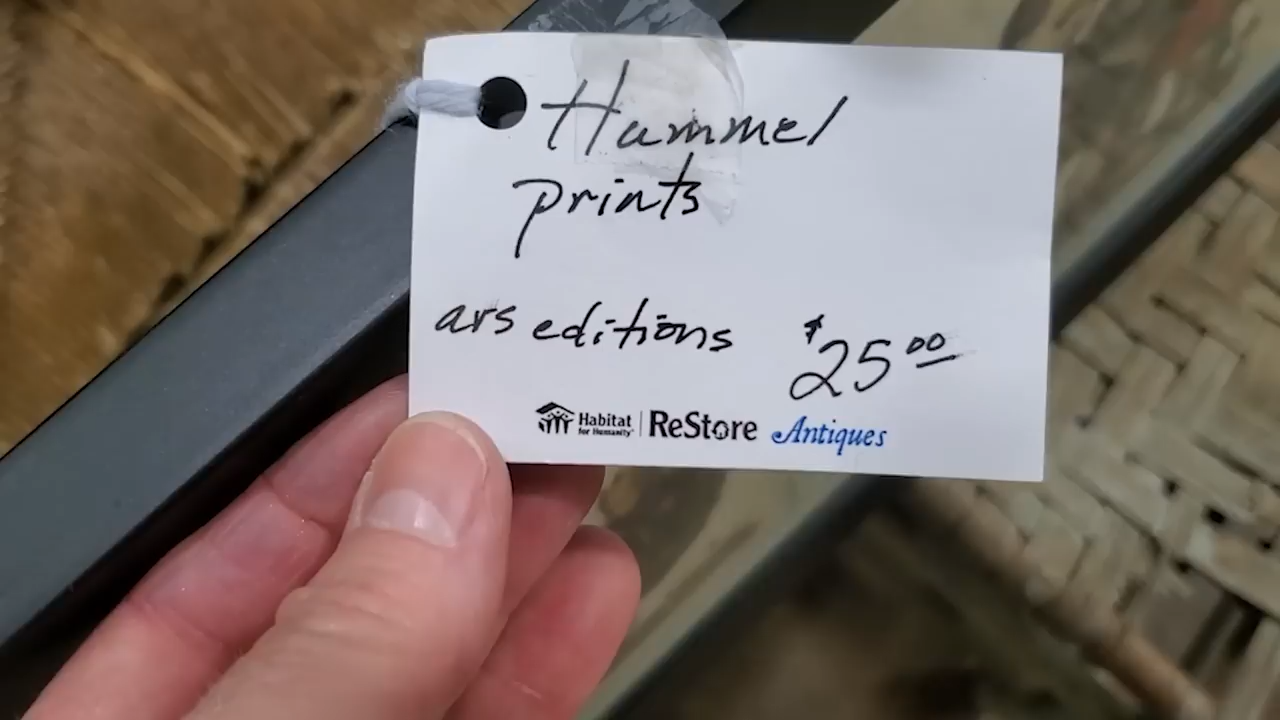 Hummel
prints
ars editions $25.00
Habitat for Humanity | ReStore Antiques